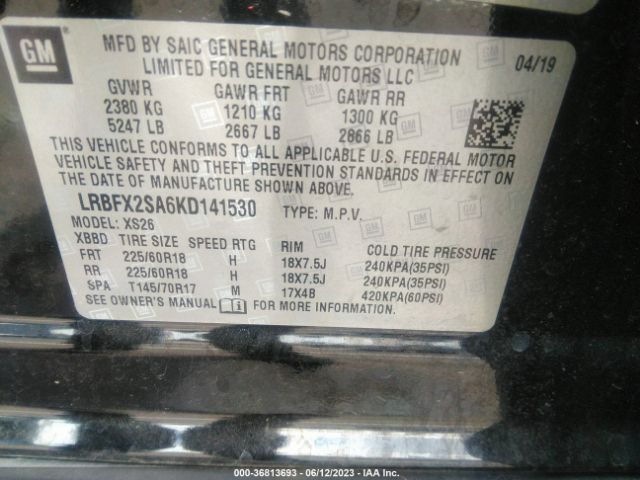 GM
MFD BY SAIC GENERAL MOTORS CORPORATION
LIMITED FOR GENERAL MOTORS LLC
04/19
GVWR GAWR FRT GAWR RR
2380 KG 1210 KG 1300 KG
5247 LB 2667 LB 2866 LB
THIS VEHICLE CONFORMS TO ALL APPLICABLE U.S. FEDERAL MOTOR
VEHICLE SAFETY AND THEFT PREVENTION STANDARDS IN EFFECT ON
THE DATE OF MANUFACTURE SHOWN ABOVE.
LRBFX2SA6KD141530 TYPE: M.P.V.
MODEL: XS26
XBBD TIRE SIZE SPEED RTG RIM COLD TIRE PRESSURE
FRT 225/60R18 H 18X7.5J 240KPA(35PSI)
RR 225/60R18 H 18X7.5J 240KPA(35PSI)
SPA T145/70R17 M 17X4B 420KPA(60PSI)
SEE OWNER'S MANUAL FOR MORE INFORMATION.
000-36813693 - 06/12/2023 - IAA Inc.